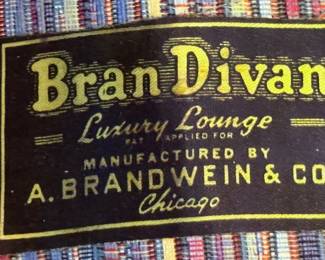 Bran Divan
Luxury Lounge
PAT APPLIED FOR
MANUFACTURED BY
A. BRANDWEIN & CO
Chicago